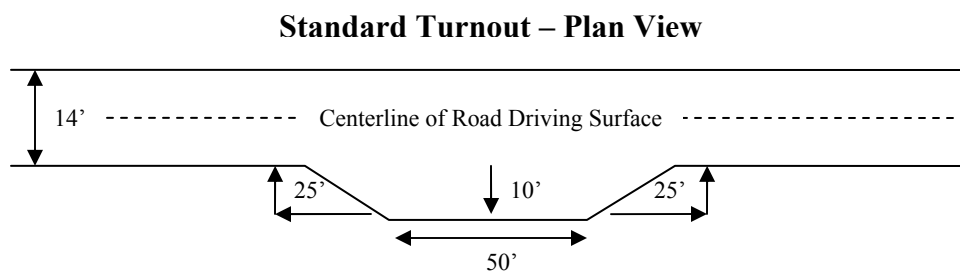 Standard Turnout – Plan View
14’
Centerline of Road Driving Surface
25’
10’
25’
50’